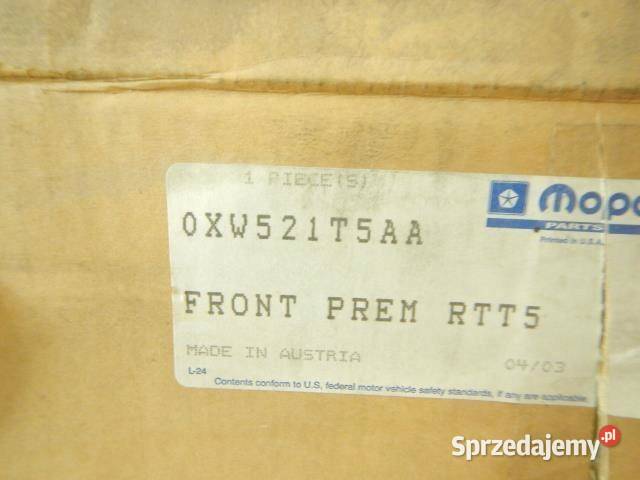 1 PIECE(S)
Mopa
PARTS
0XW521T5AA
Printed in U.S.A.
FRONT PREM RTT5
MADE IN AUSTRIA 04/03
L-24
Contents conform to U.S. federal motor vehicle safety standards, if any are applicable.
Sprzedajemy.pl